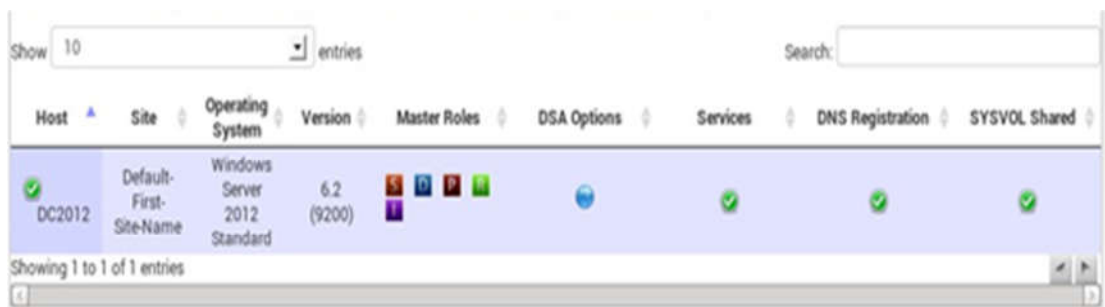 Show 10 entries Search:
Host Site Operating System Version Master Roles DSA Options Services DNS Registration SYSVOL Shared
DC2012 Default-First-Site-Name Windows Server 2012 Standard 6.2 (9200) S D P R I
Showing 1 to 1 of 1 entries